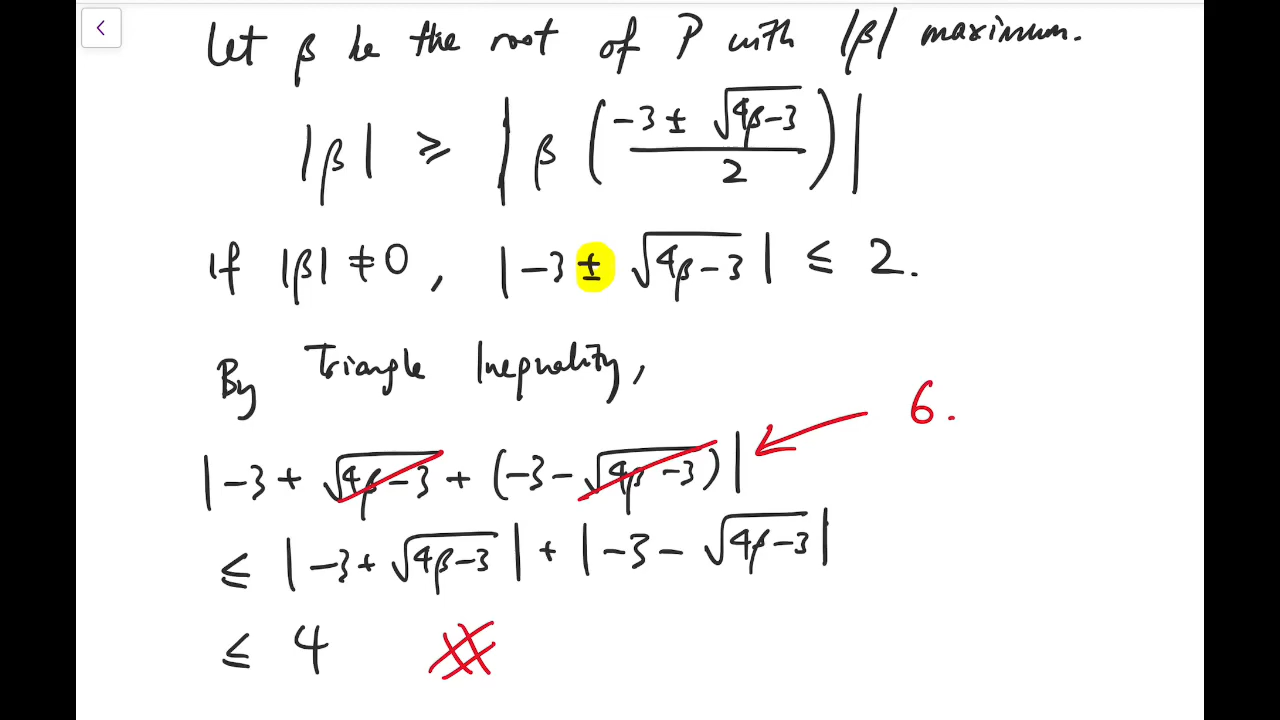 Let β be the root of P with |β| maximum.
|β| ⩾ |β((-3 ± √(4β-3))/2)|
If |β| ≠ 0, |-3 ± √(4β-3)| ≤ 2.
By Triangle Inequality,
6.
|-3 + √(4β-3) + (-3 - √(4β-3))|
≤ |-3 + √(4β-3)| + |-3 - √(4β-3)|
≤ 4